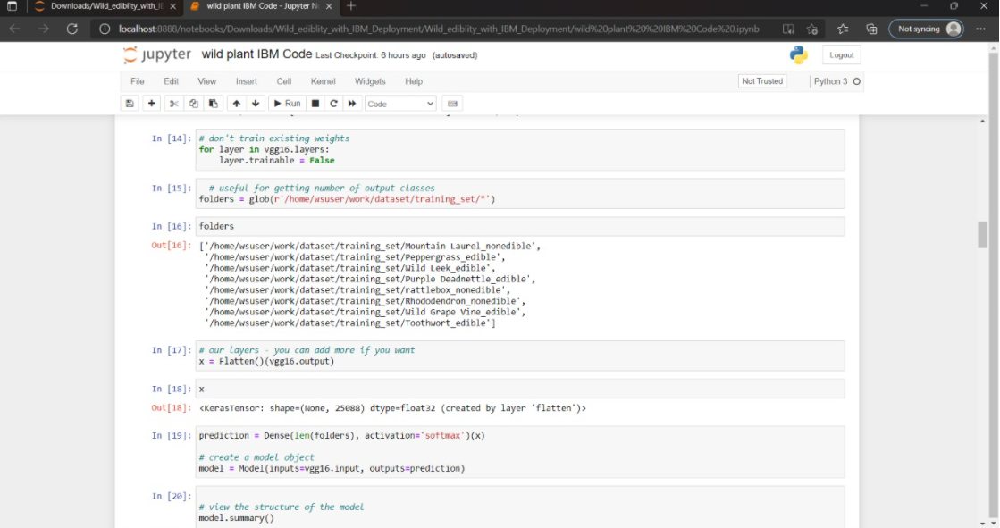 Downloads/Wild_ediblity_with_I
wild plant IBM Code - Jupyter N
localhost:8888/notebooks/Downloads/Wild_ediblity_with_IBM_Deployment/Wild_ediblity_with_IBM_Deployment/wild%20plant%20%20IBM%20Code%20.ipynb
Not syncing
jupyter wild plant IBM Code Last Checkpoint: 6 hours ago (autosaved)
Logout
File Edit View Insert Cell Kernel Widgets Help
Not Trusted Python 3
Run Code
In [14]: # don't train existing weights
for layer in vgg16.layers:
layer.trainable = False
In [15]: # useful for getting number of output classes
folders = glob(r'/home/wsuser/work/dataset/training_set/*')
In [16]: folders
Out[16]: ['/home/wsuser/work/dataset/training_set/Mountain Laurel_nonedible',
'/home/wsuser/work/dataset/training_set/Peppergrass_edible',
'/home/wsuser/work/dataset/training_set/Wild Leek_edible',
'/home/wsuser/work/dataset/training_set/Purple Deadnettle_edible',
'/home/wsuser/work/dataset/training_set/rattlebox_nonedible',
'/home/wsuser/work/dataset/training_set/Rhododendron_nonedible',
'/home/wsuser/work/dataset/training_set/Wild Grape Vine_edible',
'/home/wsuser/work/dataset/training_set/Toothwort_edible']
In [17]: # our layers - you can add more if you want
x = Flatten()(vgg16.output)
In [18]: x
Out[18]: <KerasTensor: shape=(None, 25088) dtype=float32 (created by layer 'flatten')>
In [19]: prediction = Dense(len(folders), activation='softmax')(x)
# create a model object
model = Model(inputs=vgg16.input, outputs=prediction)
In [20]:
# view the structure of the model
model.summary()